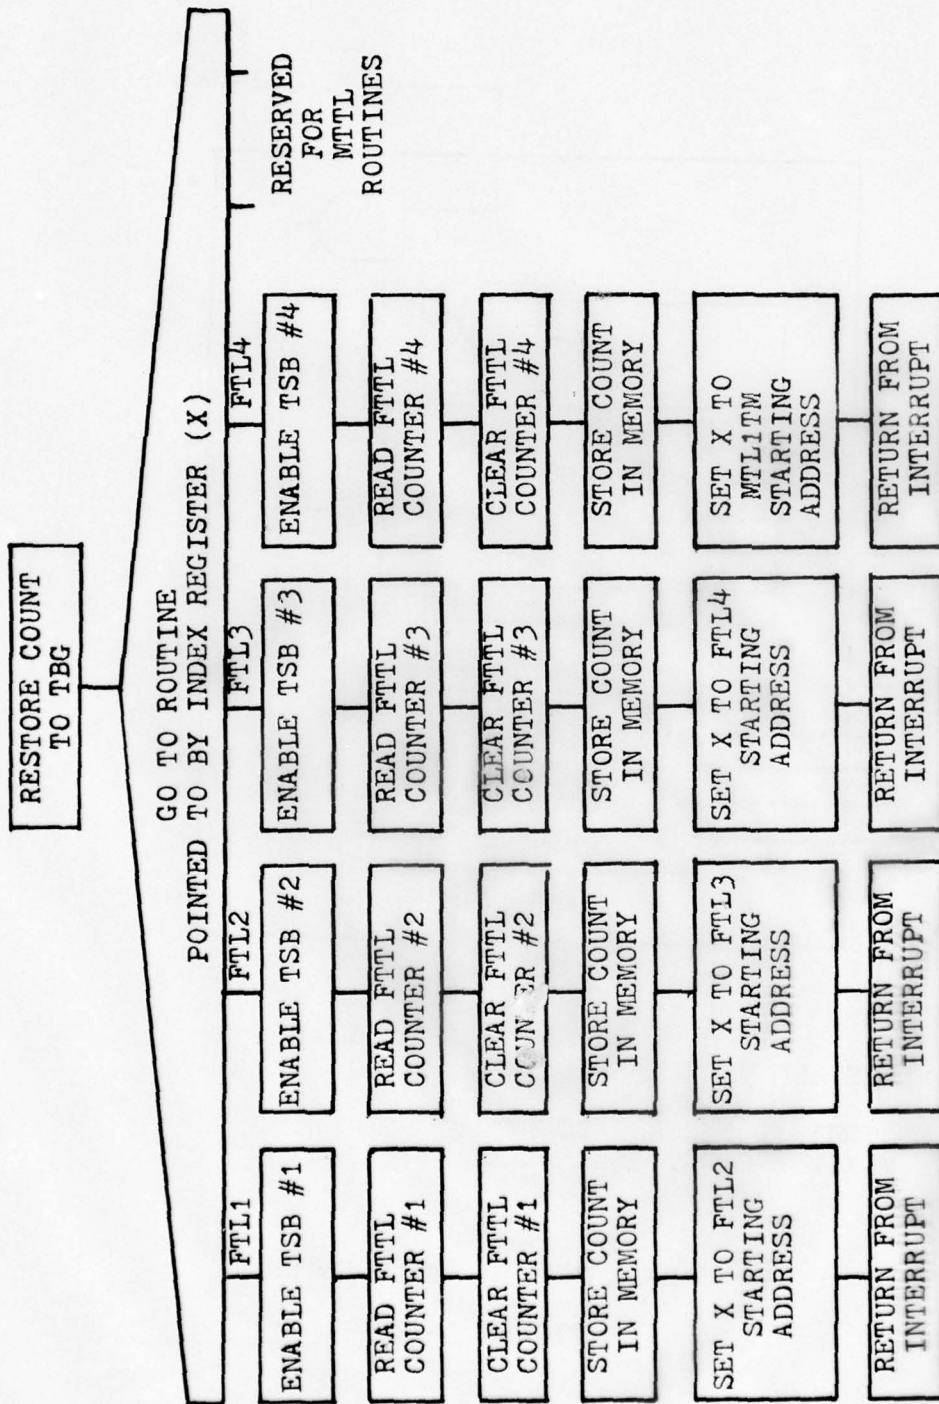 RESTORE COUNT
TO TBG
GO TO ROUTINE
POINTED TO BY INDEX REGISTER (X)
FTL1
ENABLE TSB #1
READ FTTL
COUNTER #1
CLEAR FTTL
COUNTER #1
STORE COUNT
IN MEMORY
SET X TO FTL2
STARTING
ADDRESS
RETURN FROM
INTERRUPT
FTL2
ENABLE TSB #2
READ FTTL
COUNTER #2
CLEAR FTTL
COUNTER #2
STORE COUNT
IN MEMORY
SET X TO FTL3
STARTING
ADDRESS
RETURN FROM
INTERRUPT
FTL3
ENABLE TSB #3
READ FTTL
COUNTER #3
CLEAR FTTL
COUNTER #3
STORE COUNT
IN MEMORY
SET X TO FTL4
STARTING
ADDRESS
RETURN FROM
INTERRUPT
FTL4
ENABLE TSB #4
READ FTTL
COUNTER #4
CLEAR FTTL
COUNTER #4
STORE COUNT
IN MEMORY
SET X TO
MTL1TM
STARTING
ADDRESS
RETURN FROM
INTERRUPT
RESERVED
FOR
MTTL
ROUTINES